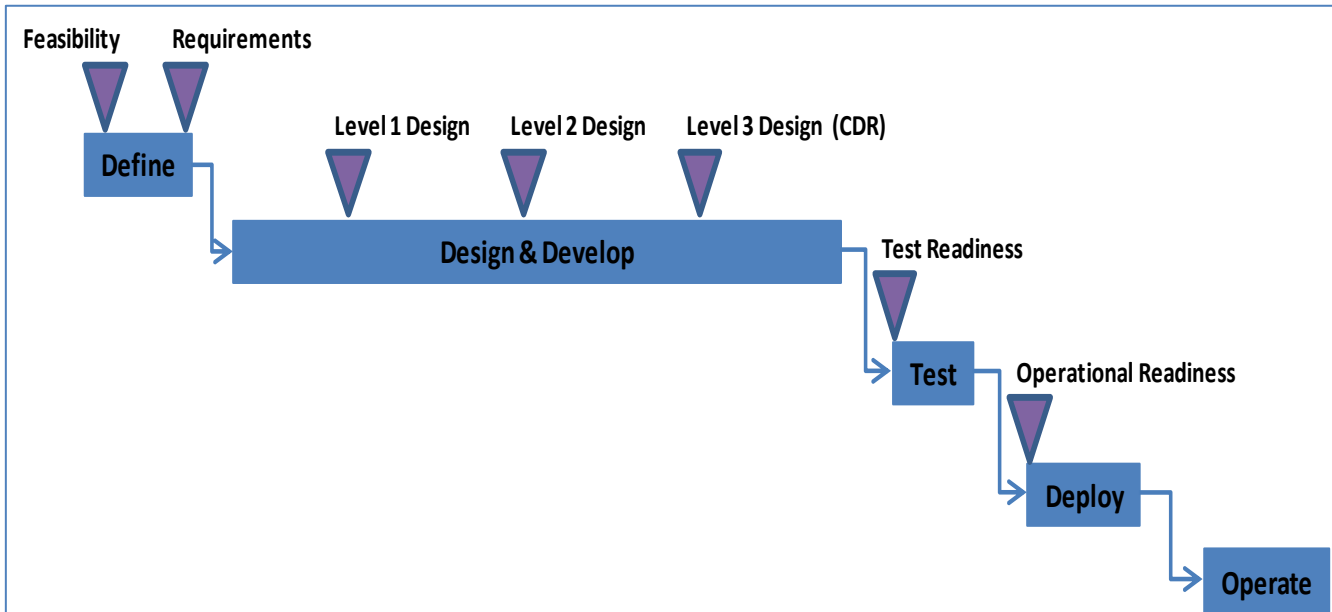 Feasibility
Requirements
Define
Level 1 Design
Level 2 Design
Level 3 Design (CDR)
Design & Develop
Test Readiness
Test
Operational Readiness
Deploy
Operate